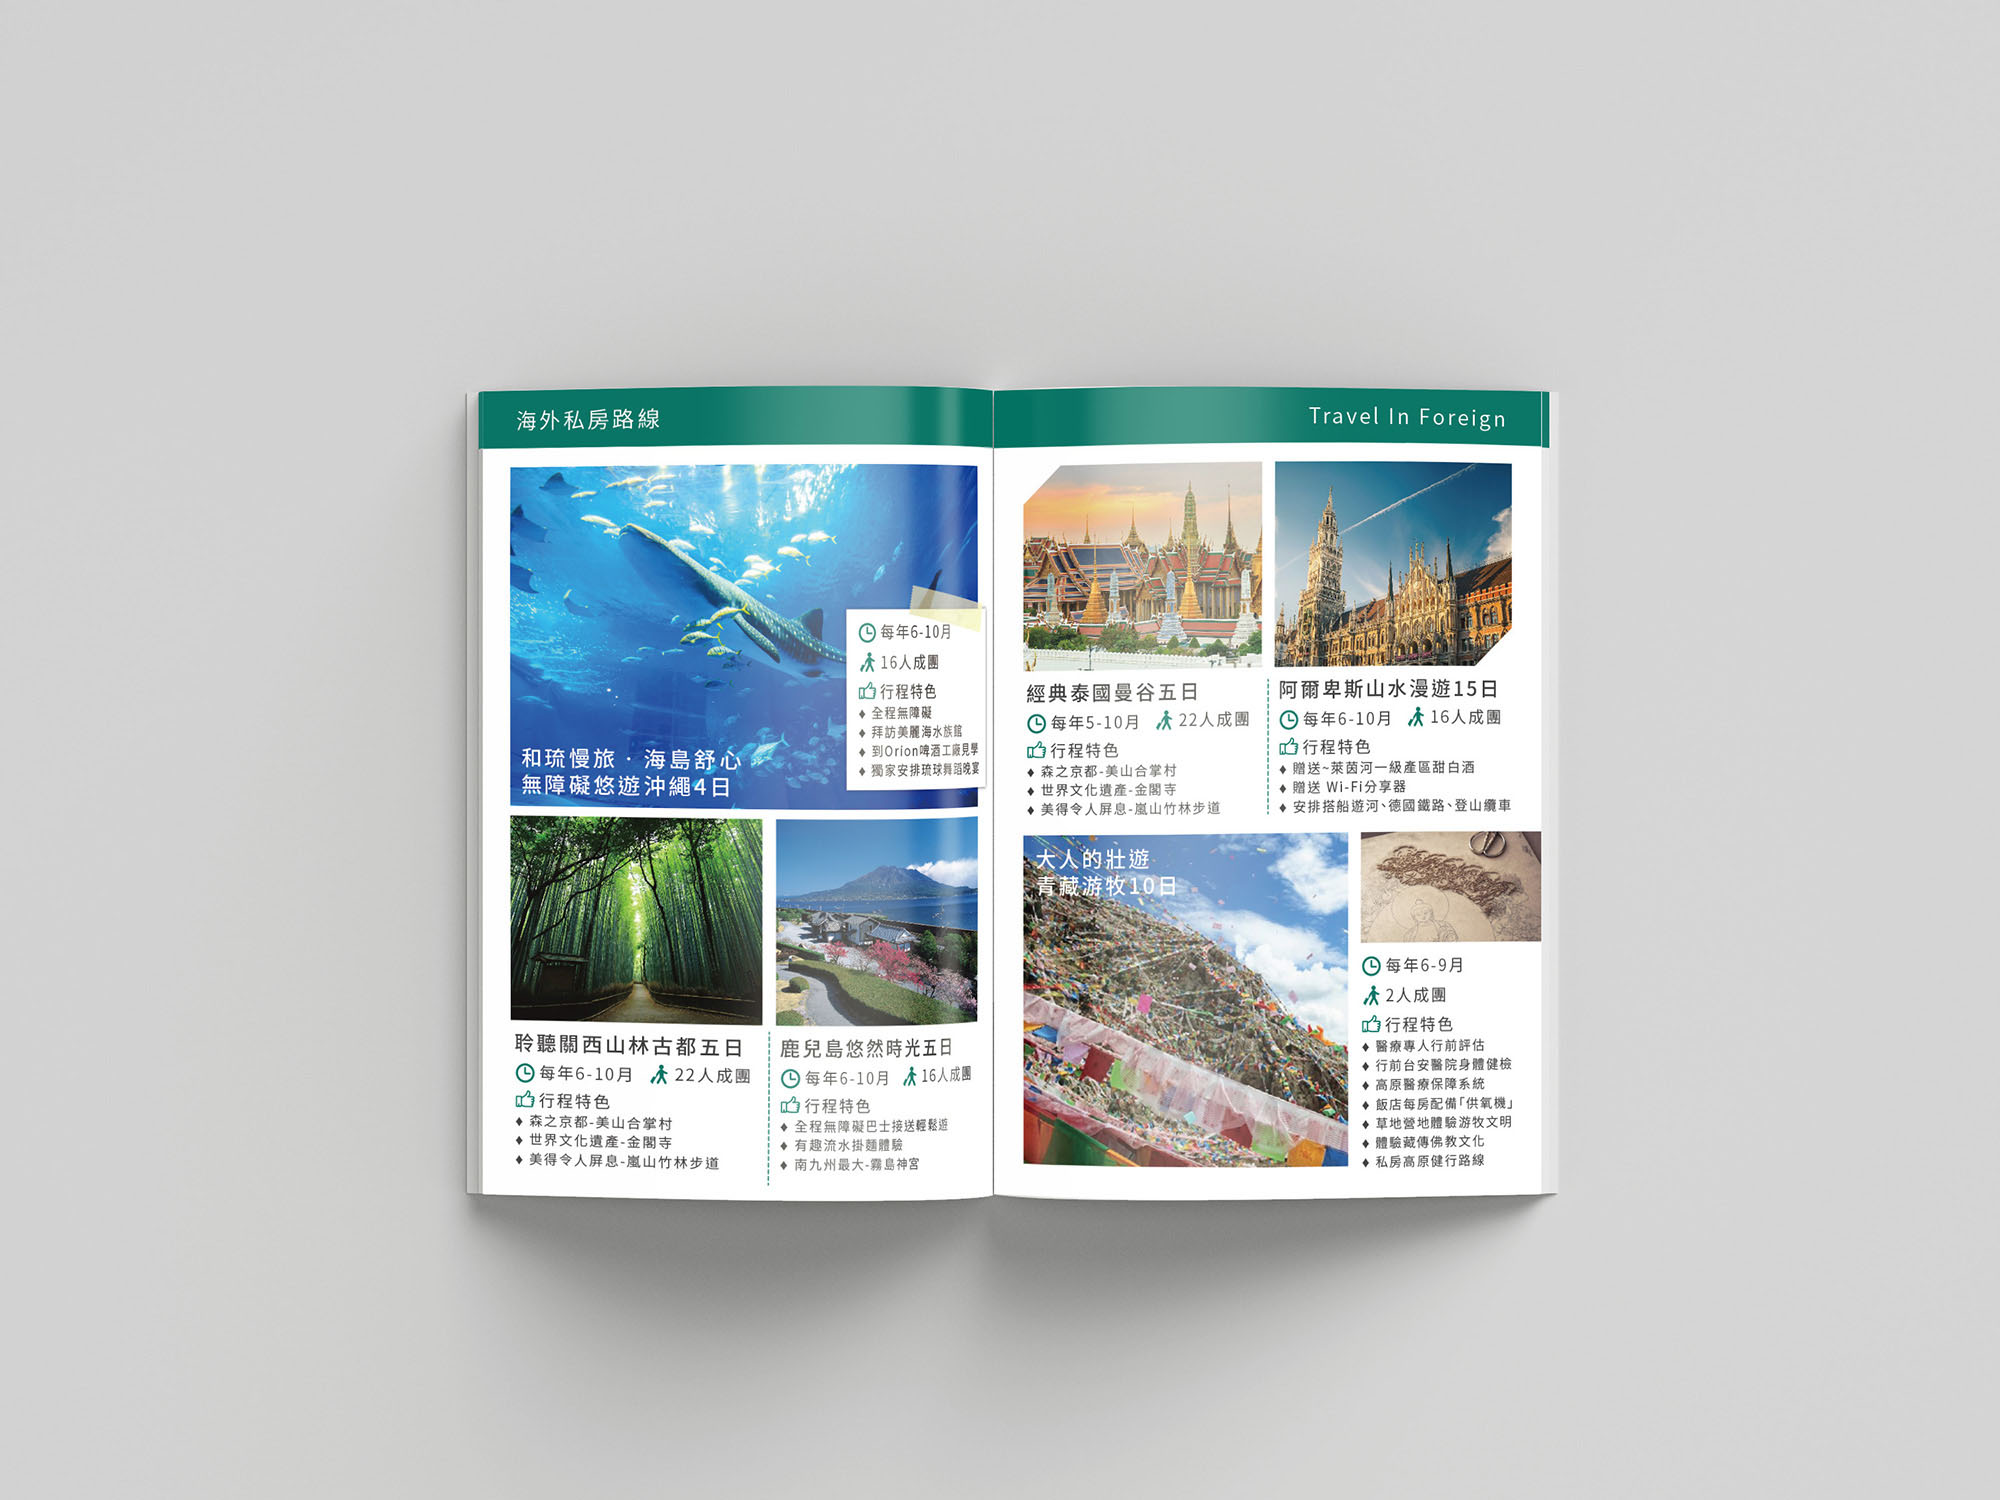 海外私房路線
和琉慢旅．海島舒心
無障礙悠遊沖繩4日
每年6-10月
16人成團
行程特色
♦ 全程無障礙
♦ 拜訪美麗海水族館
♦ 到Orion啤酒工廠見學
♦ 獨家安排琉球舞蹈晚宴
聆聽關西山林古都五日
每年6-10月 22人成團
行程特色
♦ 森之京都-美山合掌村
♦ 世界文化遺產-金閣寺
♦ 美得令人屏息-嵐山竹林步道
鹿兒島悠然時光五日
每年6-10月 16人成團
行程特色
♦ 全程無障礙巴士接送輕鬆遊
♦ 有趣流水掛麵體驗
♦ 南九州最大-霧島神宮
Travel In Foreign
經典泰國曼谷五日
每年5-10月 22人成團
行程特色
♦ 森之京都-美山合掌村
♦ 世界文化遺產-金閣寺
♦ 美得令人屏息-嵐山竹林步道
阿爾卑斯山水漫遊15日
每年6-10月 16人成團
行程特色
♦ 贈送~萊茵河一級產區甜白酒
♦ 贈送 Wi-Fi分享器
♦ 安排搭船遊河、德國鐵路、登山纜車
大人的壯遊
青藏游牧10日
每年6-9月
2人成團
行程特色
♦ 醫療專人行前評估
♦ 行前台安醫院身體健檢
♦ 高原醫療保障系統
♦ 飯店每房配備「供氧機」
♦ 草地營地體驗游牧文明
♦ 體驗藏傳佛教文化
♦ 私房高原健行路線